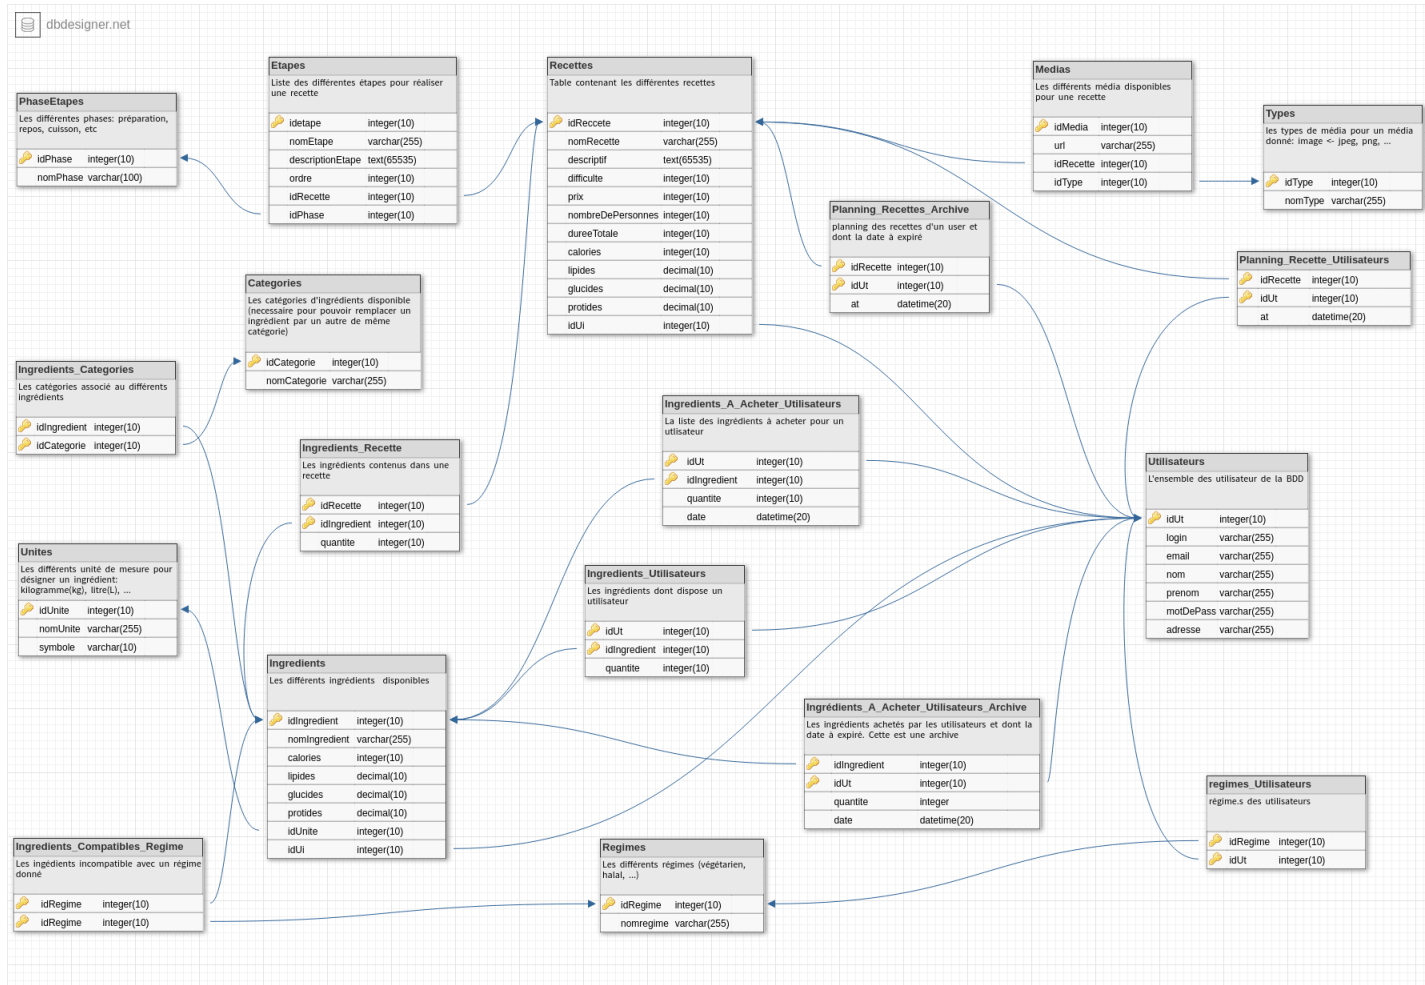 dbdesigner.net
Etapes
Liste des différentes étapes pour réaliser
une recette
idetape integer(10)
nomEtape varchar(255)
descriptionEtape text(65535)
ordre integer(10)
idRecette integer(10)
idPhase integer(10)
Recettes
Table contenant les différentes recettes
idReccete integer(10)
nomRecette varchar(255)
descriptif text(65535)
difficulte integer(10)
prix integer(10)
nombreDePersonnes integer(10)
dureeTotale integer(10)
calories integer(10)
lipides decimal(10)
glucides decimal(10)
protides decimal(10)
idUi integer(10)
Medias
Les différents média disponibles
pour une recette
idMedia integer(10)
url varchar(255)
idRecette integer(10)
idType integer(10)
Types
les types de média pour un média
donné: image <- jpeg, png, ...
idType integer(10)
nomType varchar(255)
PhaseEtapes
Les différentes phases: préparation,
repos, cuisson, etc
idPhase integer(10)
nomPhase varchar(100)
Planning_Recettes_Archive
planning des recettes d'un user et
dont la date à expiré
idRecette integer(10)
idUt integer(10)
at datetime(20)
Planning_Recette_Utilisateurs
idRecette integer(10)
idUt integer(10)
at datetime(20)
Categories
Les catégories d'ingrédients disponible
(necessaire pour pouvoir remplacer un
ingrédient par un autre de même
catégorie)
idCategorie integer(10)
nomCategorie varchar(255)
Ingredients_Categories
Les catégories associé au différents
ingrédients
idIngredient integer(10)
idCategorie integer(10)
Ingredients_A_Acheter_Utilisateurs
La liste des ingrédients à acheter pour un
utlisateur
idUt integer(10)
idIngredient integer(10)
quantite integer(10)
date datetime(20)
Ingredients_Recette
Les ingrédients contenus dans une
recette
idRecette integer(10)
idIngredient integer(10)
quantite integer(10)
Utilisateurs
L'ensemble des utilisateur de la BDD
idUt integer(10)
login varchar(255)
email varchar(255)
nom varchar(255)
prenom varchar(255)
motDePass varchar(255)
adresse varchar(255)
Unites
Les différents unité de mesure pour
désigner un ingrédient:
kilogramme(kg), litre(L), ...
idUnite integer(10)
nomUnite varchar(255)
symbole varchar(10)
Ingredients_Utilisateurs
Les ingrédients dont dispose un
utilisateur
idUt integer(10)
idIngredient integer(10)
quantite integer(10)
Ingredients
Les différents ingrédients disponibles
idIngredient integer(10)
nomIngredient varchar(255)
calories integer(10)
lipides decimal(10)
glucides decimal(10)
protides decimal(10)
idUnite integer(10)
idUi integer(10)
Ingrédients_A_Acheter_Utilisateurs_Archive
Les ingrédients achetés par les utilisateurs et dont la
date à expiré. Cette est une archive
idIngredient integer(10)
idUt integer(10)
quantite integer
date datetime(20)
regimes_Utilisateurs
régime.s des utilisateurs
idRegime integer(10)
idUt integer(10)
Ingredients_Compatibles_Regime
Les ingédients incompatible avec un régime
donné
idRegime integer(10)
idRegime integer(10)
Regimes
Les différents régimes (végétarien,
halal, ...)
idRegime integer(10)
nomregime varchar(255)